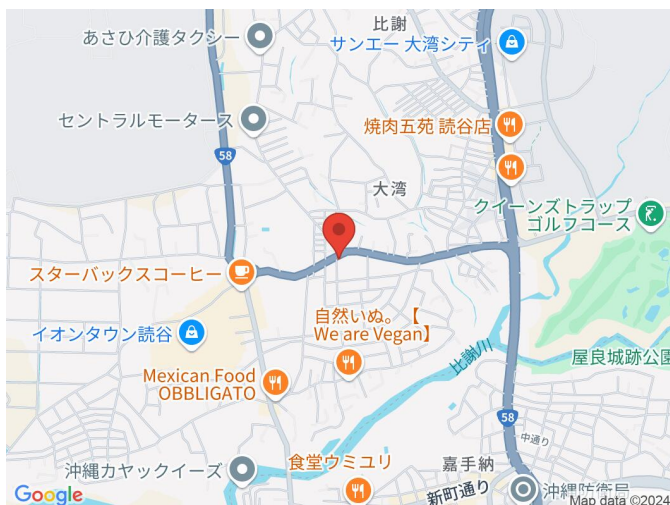 比謝
あさひ介護タクシー
サンエー 大湾シティ
セントラルモータース
焼肉五苑 読谷店
58
大湾
クイーンズトラップ
ゴルフコース
スターバックスコーヒー
自然いぬ。【
We are Vegan】
イオンタウン読谷
比謝川
屋良城跡公園
Mexican Food
OBBLIGATO
58
中通り
沖縄カヤックイーズ
嘉手納
食堂ウミユリ
新町通り
沖縄防衛局
Google
Map data ©2024